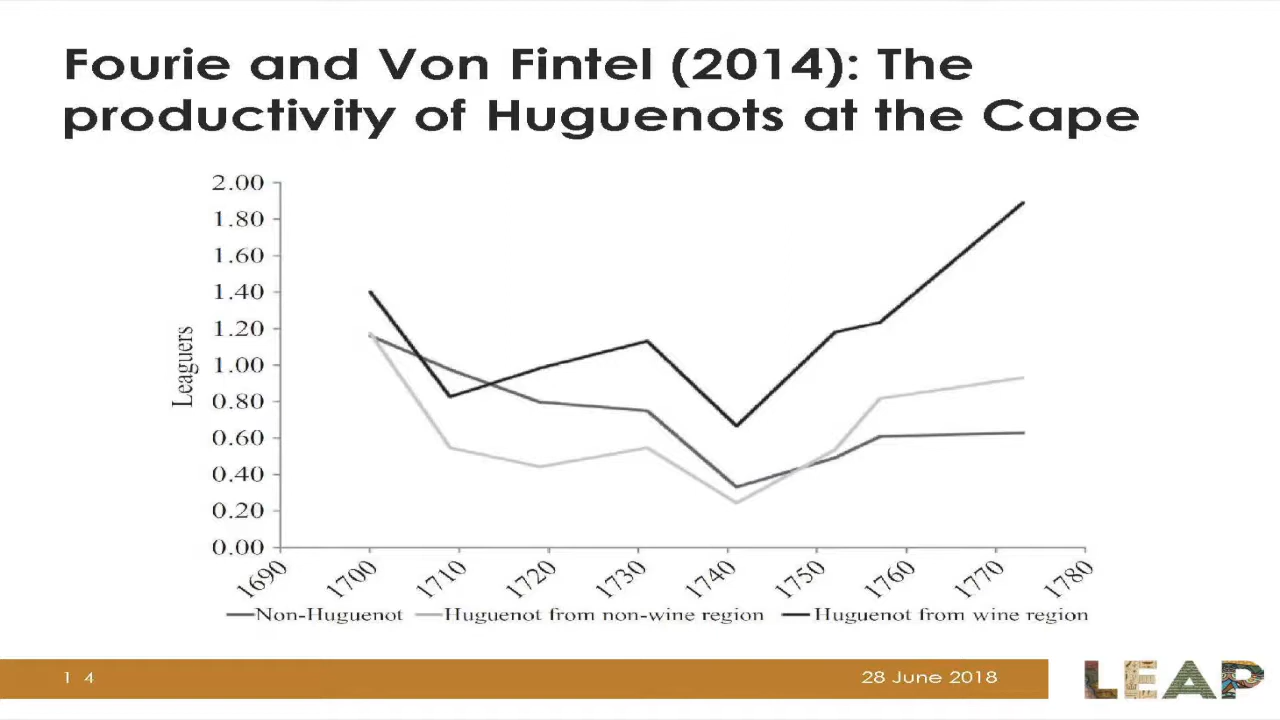 Fourie and Von Fintel (2014): The
productivity of Huguenots at the Cape
2.00
1.80
1.60
1.40
1.20
1.00
0.80
0.60
0.40
0.20
0.00
Leaguers
1690 1700 1710 1720 1730 1740 1750 1760 1770 1780
Non-Huguenot Huguenot from non-wine region Huguenot from wine region
1 4 28 June 2018 LEAP